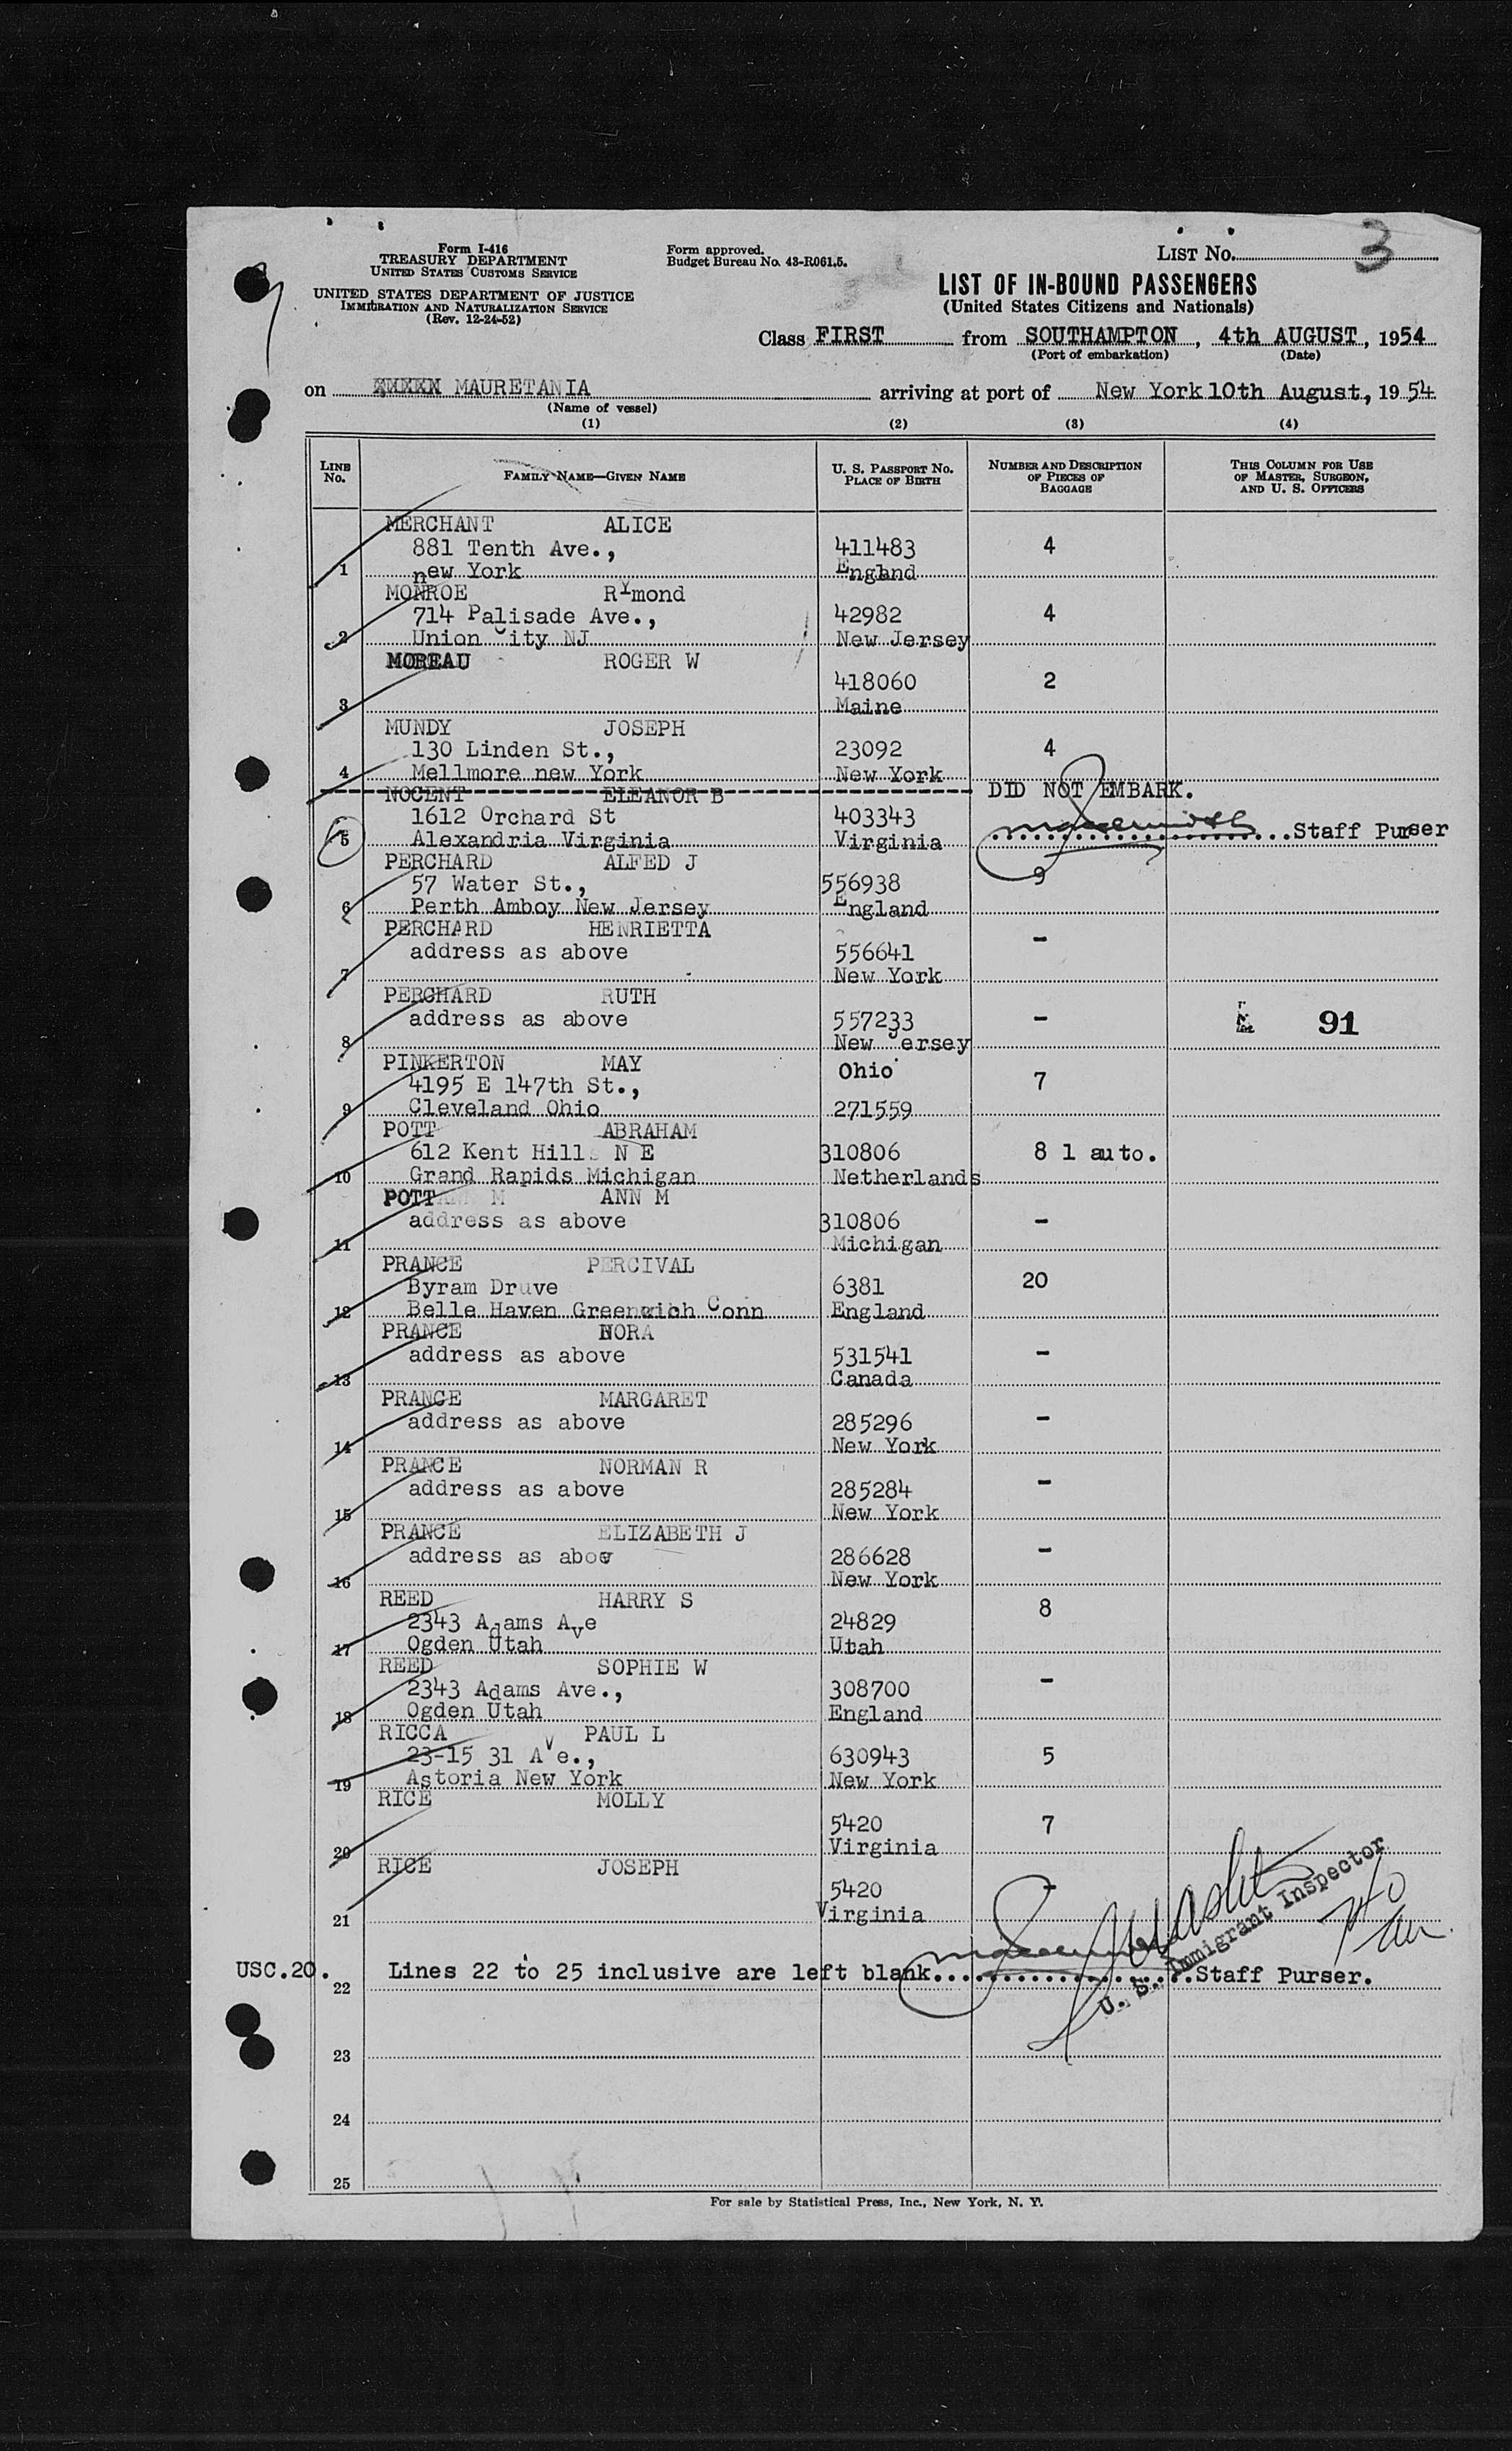 Form I-416
TREASURY DEPARTMENT
UNITED STATES CUSTOMS SERVICE
UNITED STATES DEPARTMENT OF JUSTICE
IMMIGRATION AND NATURALIZATION SERVICE
(Rev. 12-24-52)
Form approved.
Budget Bureau No. 43-R061.5.
LIST No. 3
LIST OF IN-BOUND PASSENGERS
(United States Citizens and Nationals)
Class FIRST from SOUTHAMPTON, 4th AUGUST, 1954
(Port of embarkation) (Date)
on MAURETANIA arriving at port of New York 10th August, 1954
(Name of vessel)
(1) (2) (3) (4)
LINE No. FAMILY NAME—GIVEN NAME U. S. PASSPORT NO. PLACE OF BIRTH NUMBER AND DESCRIPTION OF PIECES OF BAGGAGE THIS COLUMN FOR USE OF MASTER, SURGEON, AND U. S. OFFICERS
MERCHANT ALICE
881 Tenth Ave., 411483 4
1 new York England
MONROE Rymond
714 Palisade Ave., 42982 4
2 Union City NJ New Jersey
MOREAU ROGER W
418060 2
3 Maine
MUNDY JOSEPH
130 Linden St., 23092 4
4 Mellmore new York New York
NOCENT ELEANOR B DID NOT EMBARK.
1612 Orchard St 403343
5 Alexandria Virginia Virginia Staff Purser
PERCHARD ALFED J
57 Water St., 556938 9
6 Perth Amboy New Jersey England
PERCHARD HENRIETTA
address as above 556641 -
7 New York
PERCHARD RUTH
address as above 557233 - 91
8 New Jersey
PINKERTON MAY Ohio
4195 E 147th St., 7
9 Cleveland Ohio 271559
POTT ABRAHAM
612 Kent Hill N E 310806 8 1 auto.
10 Grand Rapids Michigan Netherlands
POTT ANN M
address as above 310806 -
11 Michigan
PRANCE PERCIVAL
Byram Druve 6381 20
12 Belle Haven Greenwich Conn England
PRANCE NORA
address as above 531541 -
13 Canada
PRANCE MARGARET
address as above 285296 -
14 New York
PRANCE NORMAN R
address as above 285284 -
15 New York
PRANCE ELIZABETH J
address as above 286628 -
16 New York
REED HARRY S 8
2343 Adams Ave 24829
17 Ogden Utah Utah
REED SOPHIE W
2343 Adams Ave., 308700 -
18 Ogden Utah England
RICCA PAUL L
23-15 31 Ave., 630943 5
19 Astoria New York New York
RICE MOLLY
5420 7
20 Virginia
RICE JOSEPH
5420 -
21 Virginia
U. S. Immigrant Inspector
USC.20. Lines 22 to 25 inclusive are left blank Staff Purser.
22
23
24
25
For sale by Statistical Press, Inc., New York, N. Y.